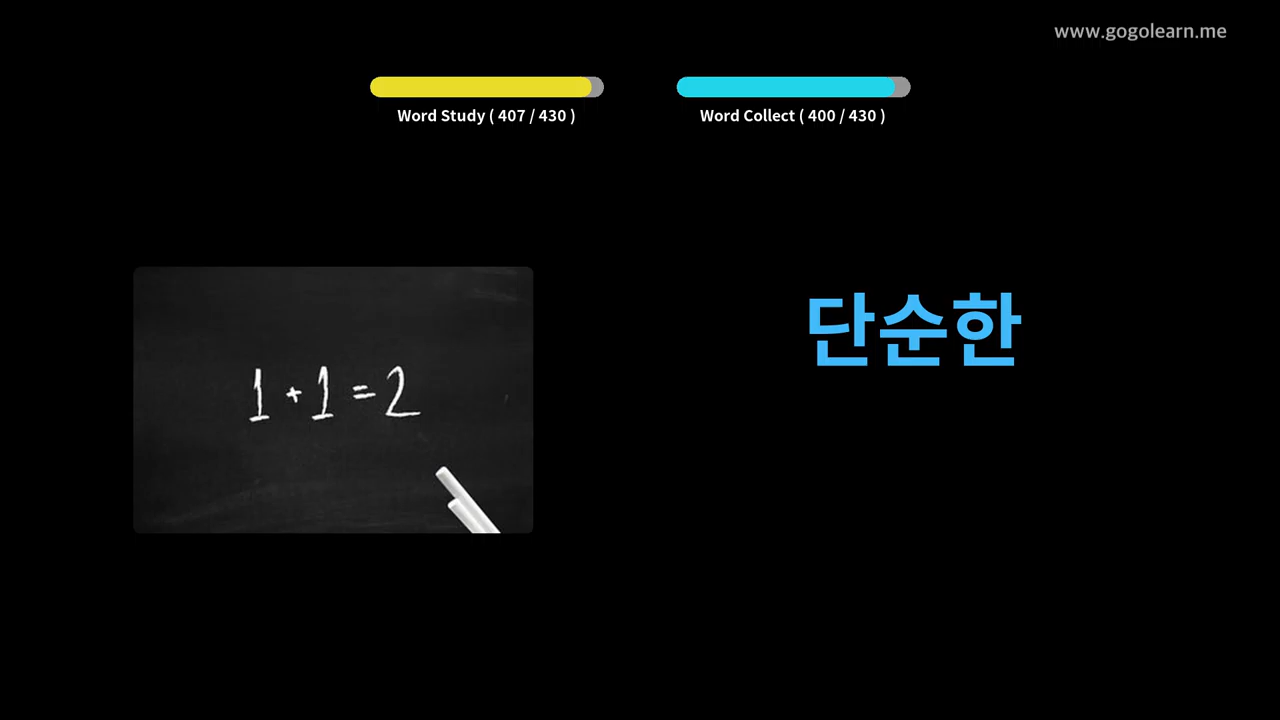 www.gogolearn.me
Word Study ( 407 / 430 )
Word Collect ( 400 / 430 )
1 + 1 = 2
단순한